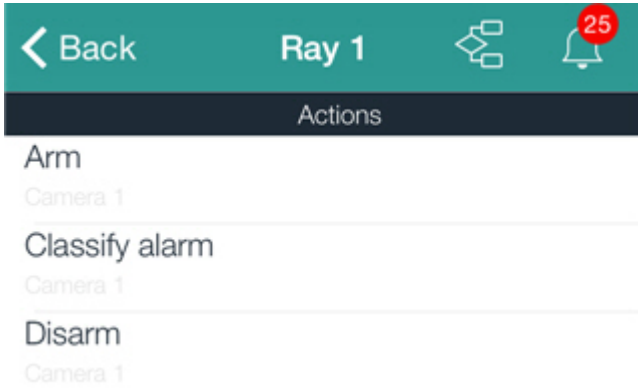 Back Ray 1 25
Actions
Arm
Camera 1
Classify alarm
Camera 1
Disarm
Camera 1